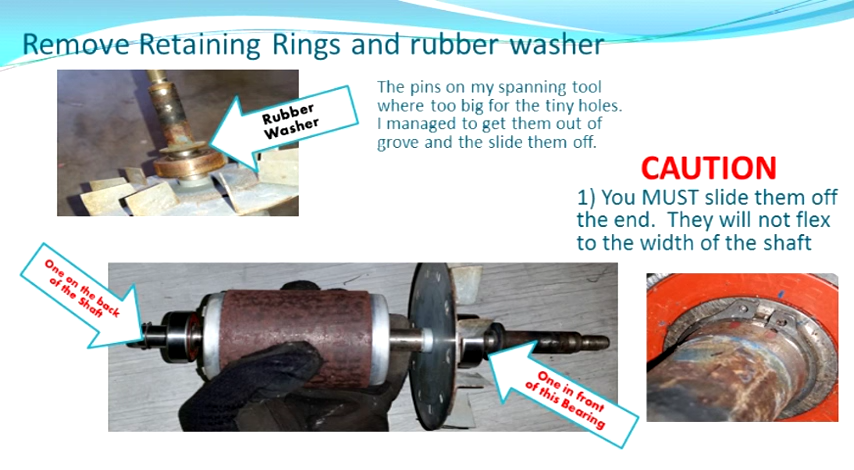 Remove Retaining Rings and rubber washer
Rubber
Washer
The pins on my spanning tool
where too big for the tiny holes.
I managed to get them out of
grove and the slide them off.
CAUTION
1) You MUST slide them off
the end.  They will not flex
to the width of the shaft
One on the back
of the Shaft
One in front
of this Bearing